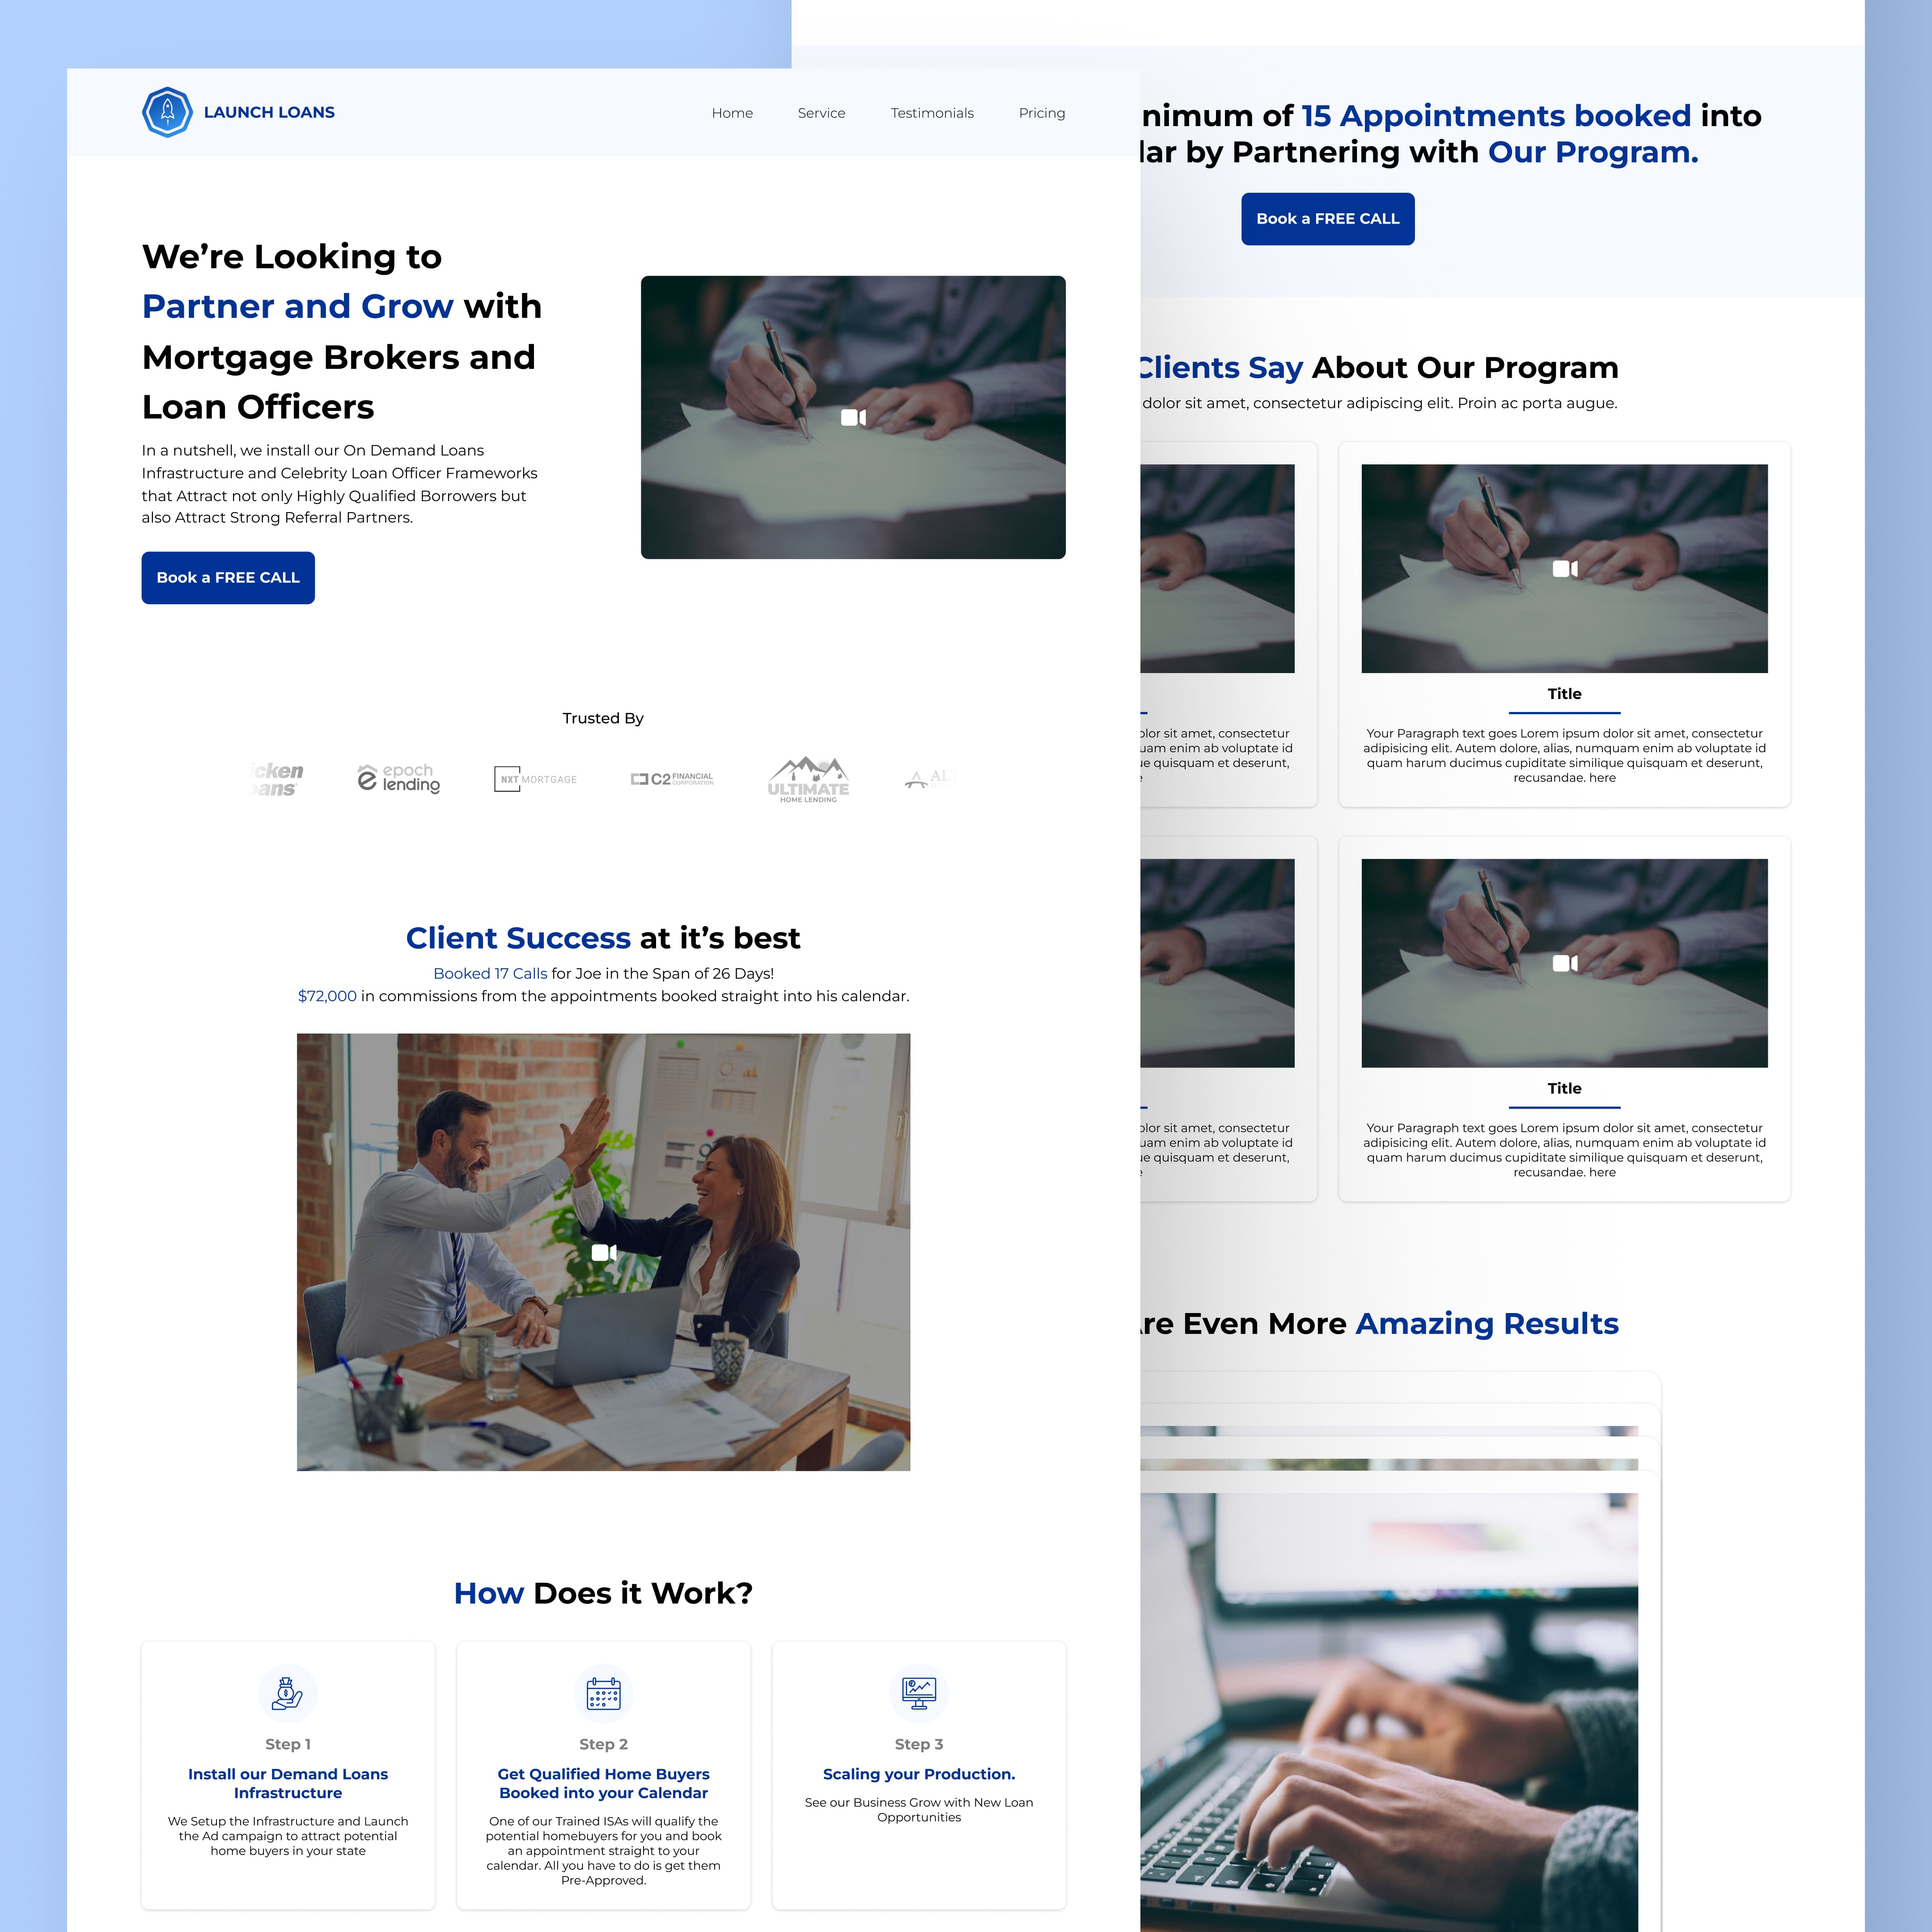 LAUNCH LOANS
Home Service Testimonials Pricing
We’re Looking to
Partner and Grow with
Mortgage Brokers and
Loan Officers
In a nutshell, we install our On Demand Loans
Infrastructure and Celebrity Loan Officer Frameworks
that Attract not only Highly Qualified Borrowers but
also Attract Strong Referral Partners.
Book a FREE CALL
Trusted By
icken
oans
epoch
lending
NXT MORTGAGE
C2 FINANCIAL
CORPORATION
ULTIMATE
HOME LENDING
AL
Client Success at it’s best
Booked 17 Calls for Joe in the Span of 26 Days!
$72,000 in commissions from the appointments booked straight into his calendar.
How Does it Work?
Step 1
Install our Demand Loans
Infrastructure
We Setup the Infrastructure and Launch
the Ad campaign to attract potential
home buyers in your state
Step 2
Get Qualified Home Buyers
Booked into your Calendar
One of our Trained ISAs will qualify the
potential homebuyers for you and book
an appointment straight to your
calendar. All you have to do is get them
Pre-Approved.
Step 3
Scaling your Production.
See our Business Grow with New Loan
Opportunities
nimum of 15 Appointments booked into
lar by Partnering with Our Program.
Book a FREE CALL
Clients Say About Our Program
dolor sit amet, consectetur adipiscing elit. Proin ac porta augue.
olor sit amet, consectetur
uam enim ab voluptate id
ue quisquam et deserunt,
e
Title
Your Paragraph text goes Lorem ipsum dolor sit amet, consectetur
adipisicing elit. Autem dolore, alias, numquam enim ab voluptate id
quam harum ducimus cupiditate similique quisquam et deserunt,
recusandae. here
olor sit amet, consectetur
uam enim ab voluptate id
ue quisquam et deserunt,
e
Title
Your Paragraph text goes Lorem ipsum dolor sit amet, consectetur
adipisicing elit. Autem dolore, alias, numquam enim ab voluptate id
quam harum ducimus cupiditate similique quisquam et deserunt,
recusandae. here
Are Even More Amazing Results